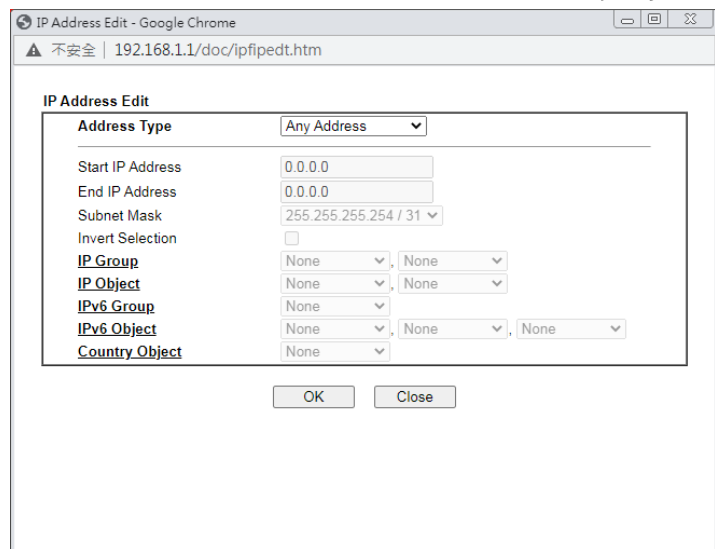 IP Address Edit - Google Chrome
不安全 | 192.168.1.1/doc/ipfipedt.htm
IP Address Edit
Address Type Any Address
Start IP Address 0.0.0.0
End IP Address 0.0.0.0
Subnet Mask 255.255.255.254 / 31
Invert Selection
IP Group None , None
IP Object None , None
IPv6 Group None
IPv6 Object None , None , None
Country Object None
OK Close